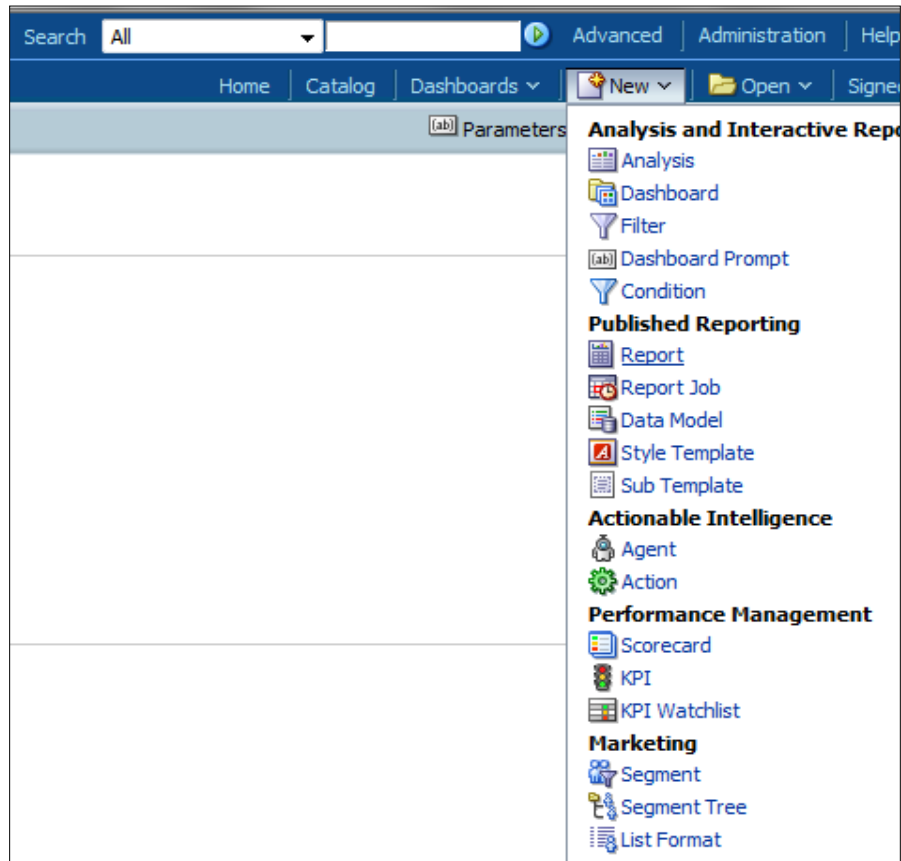 Search All Advanced Administration Help
Home Catalog Dashboards New Open
(ab) Parameters
Analysis and Interactive
Analysis
Dashboard
Filter
(ab) Dashboard Prompt
Condition
Published Reporting
Report
Report Job
Data Model
Style Template
Sub Template
Actionable Intelligence
Agent
Action
Performance Management
Scorecard
KPI
KPI Watchlist
Marketing
Segment
Segment Tree
List Format